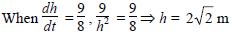 When dh/dt = 9/8, 9/h² = 9/8 ⇒ h = 2√2 m